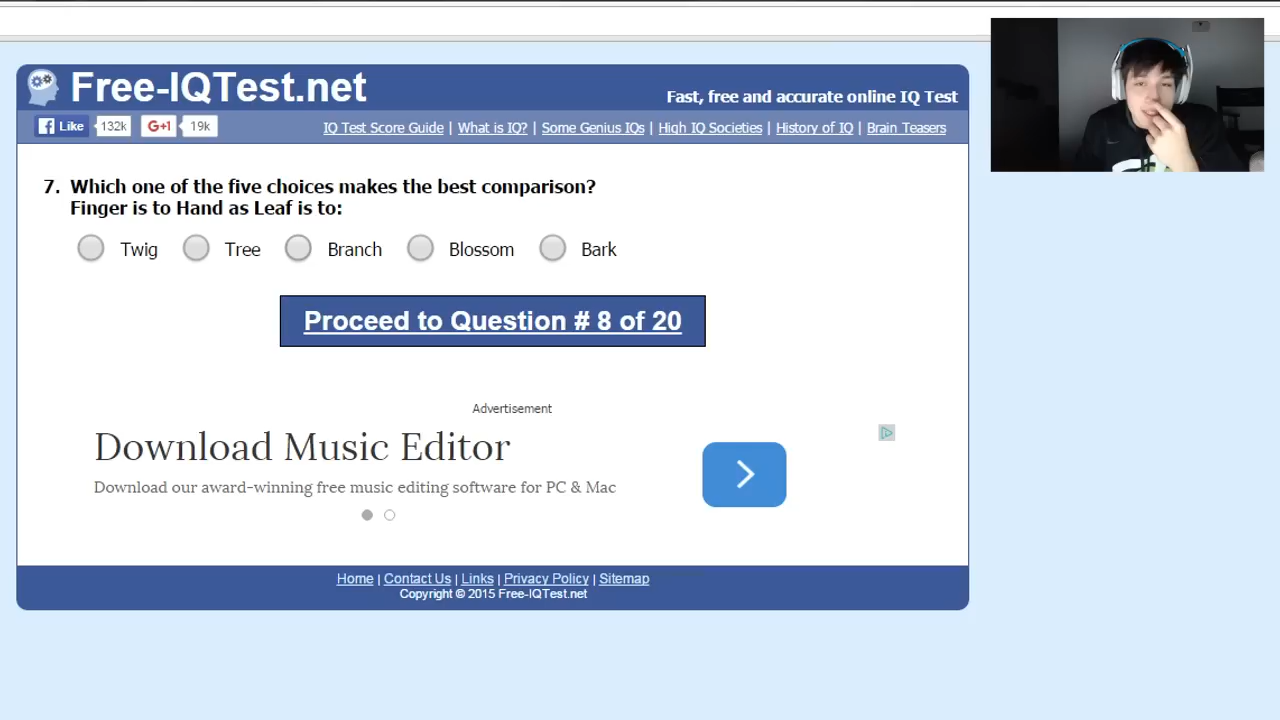 Free-IQTest.net
Fast, free and accurate online IQ Test
Like 132k G+1 19k
IQ Test Score Guide | What is IQ? | Some Genius IQs | High IQ Societies | History of IQ | Brain Teasers
7. Which one of the five choices makes the best comparison?
Finger is to Hand as Leaf is to:
Twig Tree Branch Blossom Bark
Proceed to Question # 8 of 20
Advertisement
Download Music Editor
Download our award-winning free music editing software for PC & Mac
Home | Contact Us | Links | Privacy Policy | Sitemap
Copyright © 2015 Free-IQTest.net